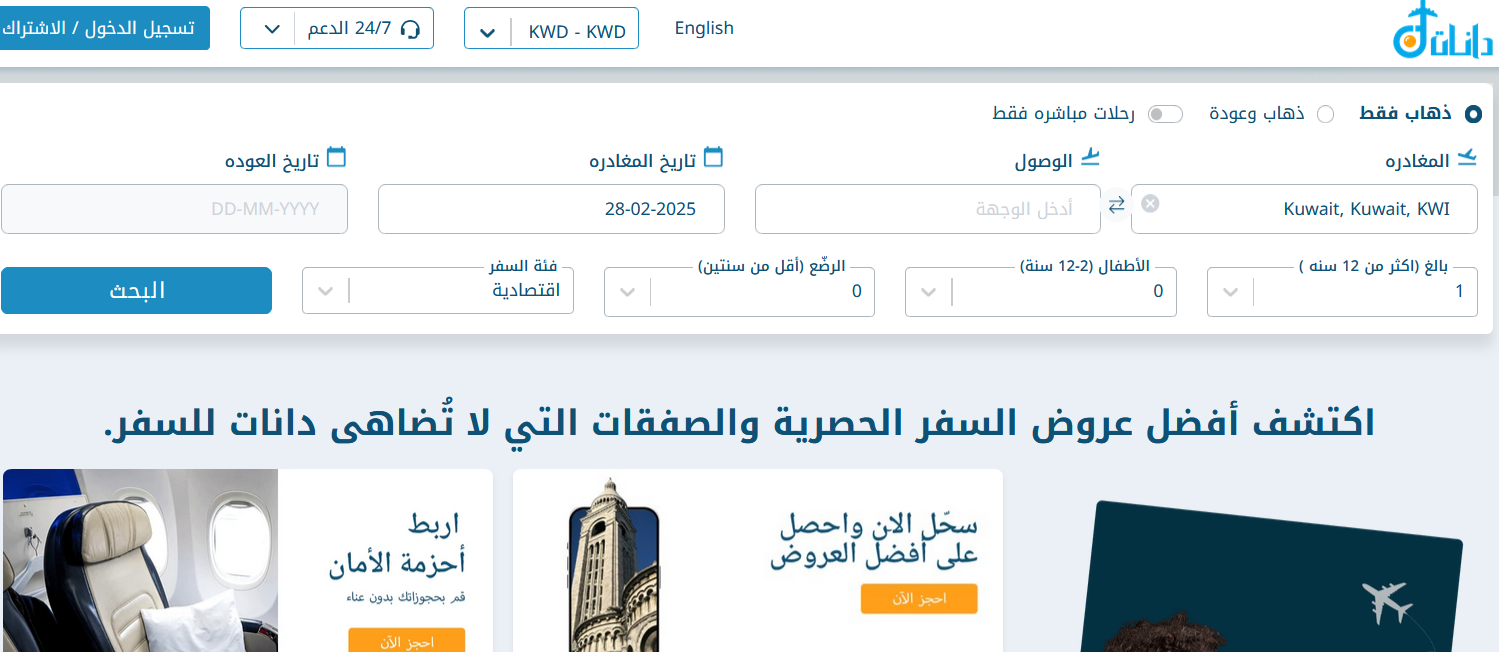 دانات
English
KWD - KWD
24/7 الدعم
تسجيل الدخول / الاشتراك
ذهاب فقط
ذهاب وعودة
رحلات مباشره فقط
المغادره
الوصول
تاريخ المغادره
تاريخ العوده
Kuwait, Kuwait, KWI
أدخل الوجهة
28-02-2025
DD-MM-YYYY
بالغ (اكثر من 12 سنه )
الأطفال (2-12 سنة)
الرضّع (أقل من سنتين)
فئة السفر
1
0
0
اقتصادية
البحث
اكتشف أفضل عروض السفر الحصرية والصفقات التي لا تُضاهى دانات للسفر.
سجّل الان واحصل
على أفضل العروض
احجز الآن
اربط
أحزمة الأمان
قم بحجوزاتك بدون عناء
احجز الآن